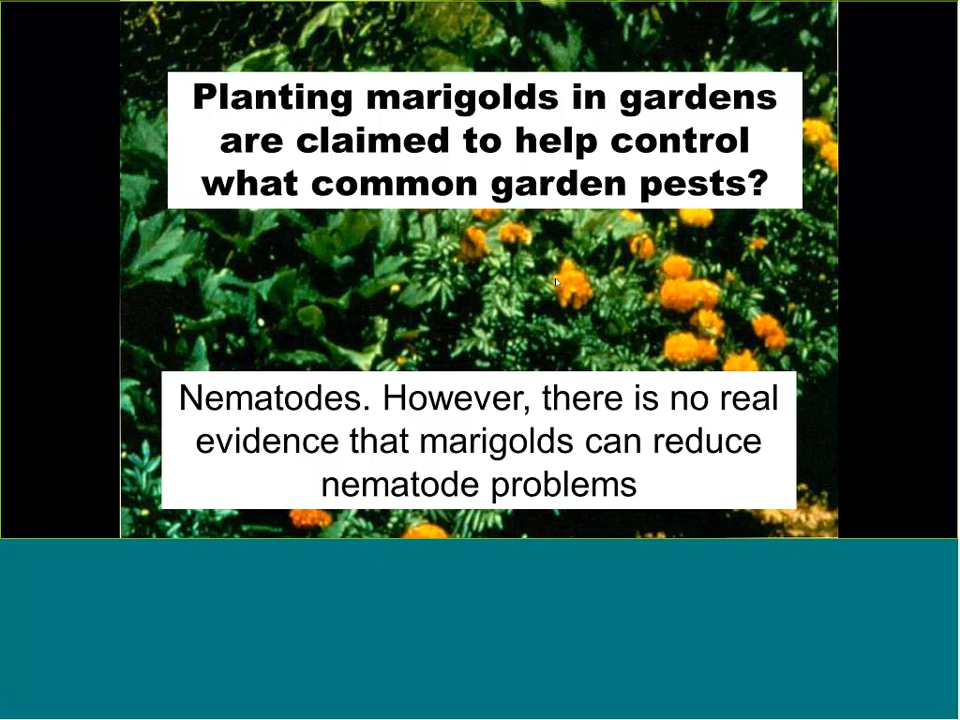 Planting marigolds in gardens
are claimed to help control
what common garden pests?
Nematodes. However, there is no real
evidence that marigolds can reduce
nematode problems